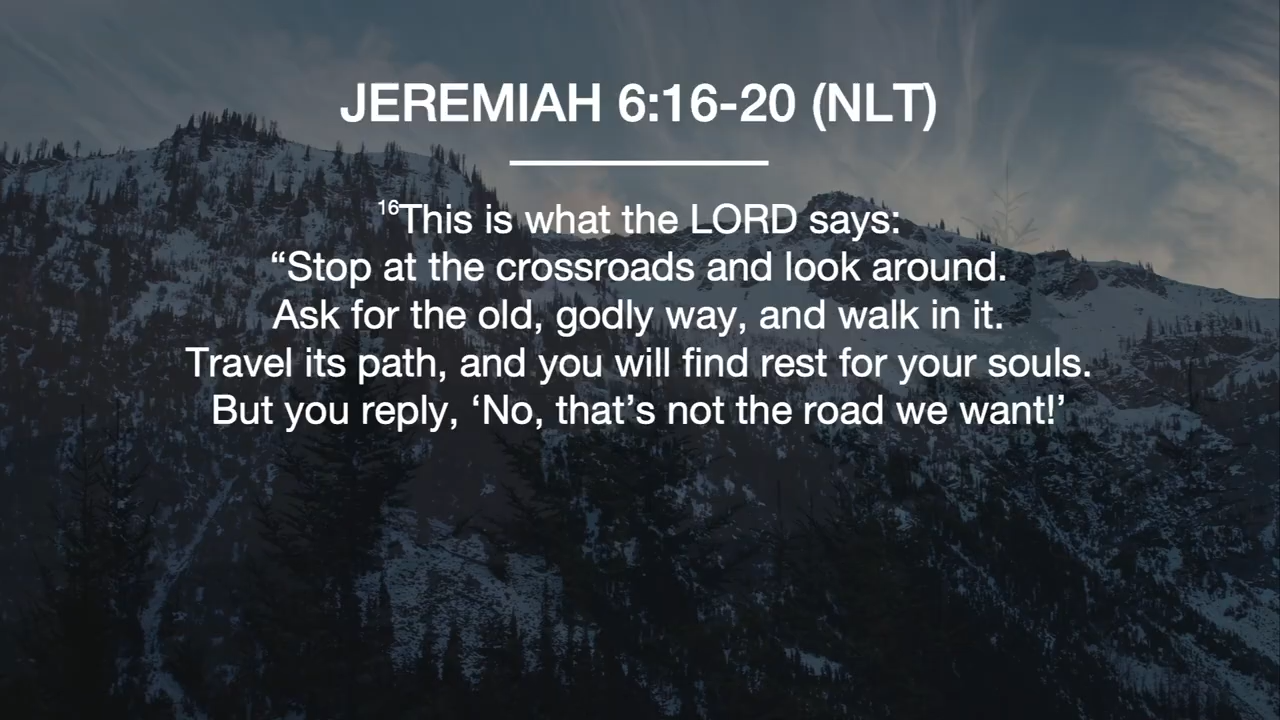 JEREMIAH 6:16-20 (NLT)
16This is what the LORD says:
“Stop at the crossroads and look around.
Ask for the old, godly way, and walk in it.
Travel its path, and you will find rest for your souls.
But you reply, ‘No, that’s not the road we want!’